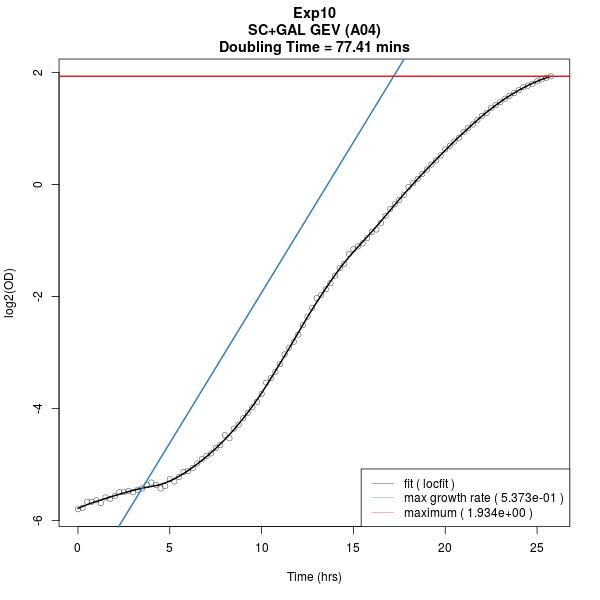 Exp10
SC+GAL GEV (A04)
Doubling Time = 77.41 mins
log2(OD)
2
0
-2
-4
-6
fit ( locfit )
max growth rate ( 5.373e-01 )
maximum ( 1.934e+00 )
0 5 10 15 20 25
Time (hrs)